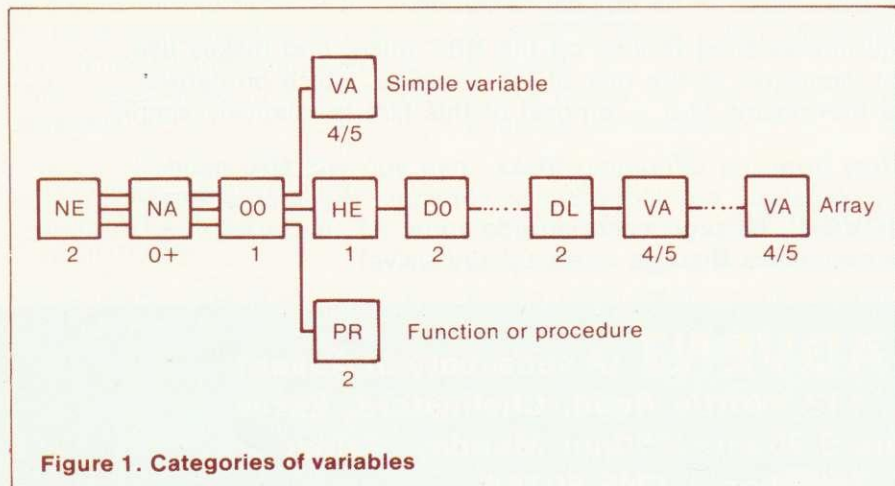 VA Simple variable
4/5
NE NA 00 HE D0 DL VA VA Array
2 0+ 1 1 2 2 4/5 4/5
PR Function or procedure
2
Figure 1. Categories of variables